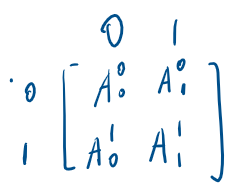 0 1
0 [ A⁰₀ A⁰₁ ]
1 [ A¹₀ A¹₁ ]